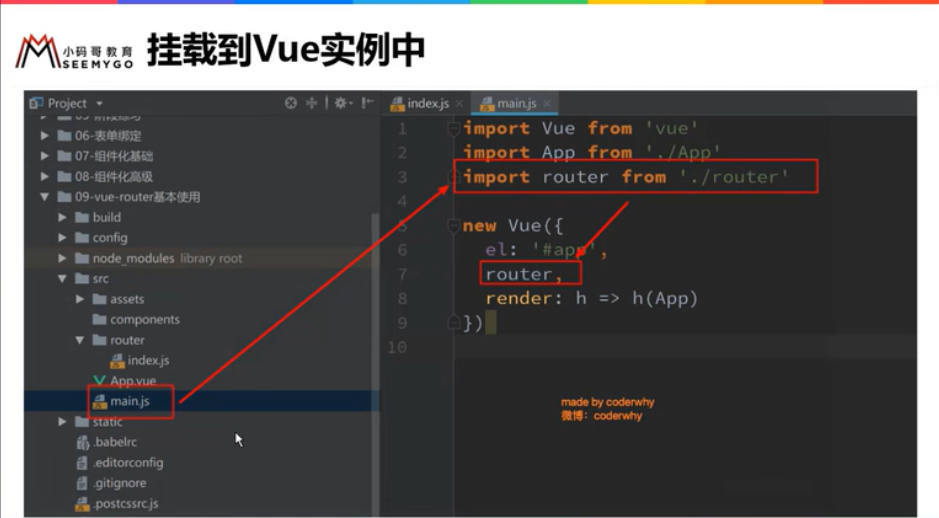 小码哥教育
SEEMYGO
挂载到Vue实例中
Project
index.js
main.js
06-表单绑定
07-组件化基础
08-组件化高级
09-vue-router基本使用
build
config
node_modules library root
src
assets
components
router
index.js
App.vue
main.js
static
.babelrc
.editorconfig
.gitignore
.postcssrc.js
1 import Vue from 'vue'
2 import App from './App'
3 import router from './router'
4
5 new Vue({
6 el: '#app',
7 router,
8 render: h => h(App)
9 })
10
made by coderwhy
微博：coderwhy